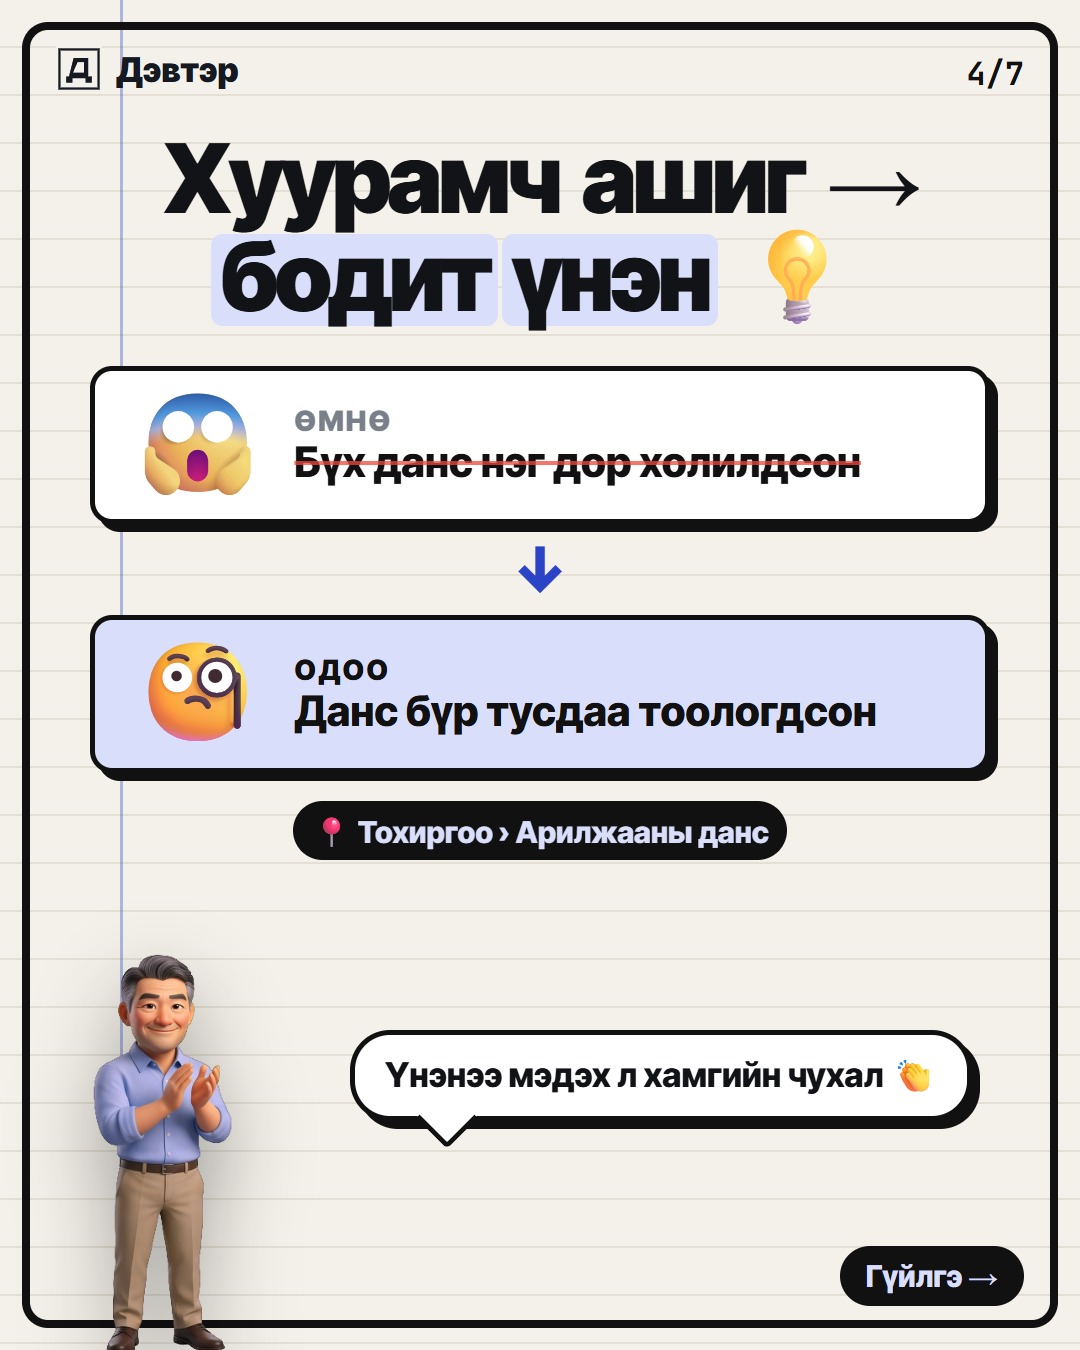 Д Дэвтэр
4/7
Хуурамч ашиг →
бодит үнэн
өмнө
Бүх данс нэг дор холилдсон
одоо
Данс бүр тусдаа тоологдсон
Тохиргоо › Арилжааны данс
Үнэнээ мэдэх л хамгийн чухал
Гүйлгэ →